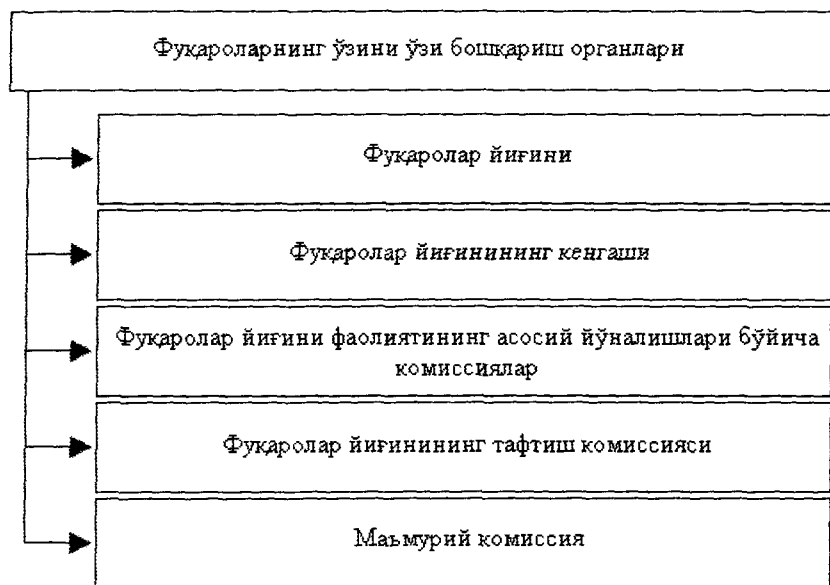 Фуқароларнинг ўзини ўзи бошқариш органлари
Фуқаролар йиғини
Фуқаролар йиғинининг кенгаши
Фуқаролар йиғини фаолиятининг асосий йўналишлари бўйича
комиссиялар
Фуқаролар йиғинининг тафтиш комиссияси
Маьмурий комиссия